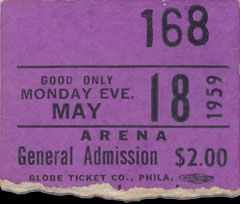 168
GOOD ONLY
MONDAY EVE.
MAY 18 1959
ARENA
General Admission $2.00
GLOBE TICKET CO., PHILA.